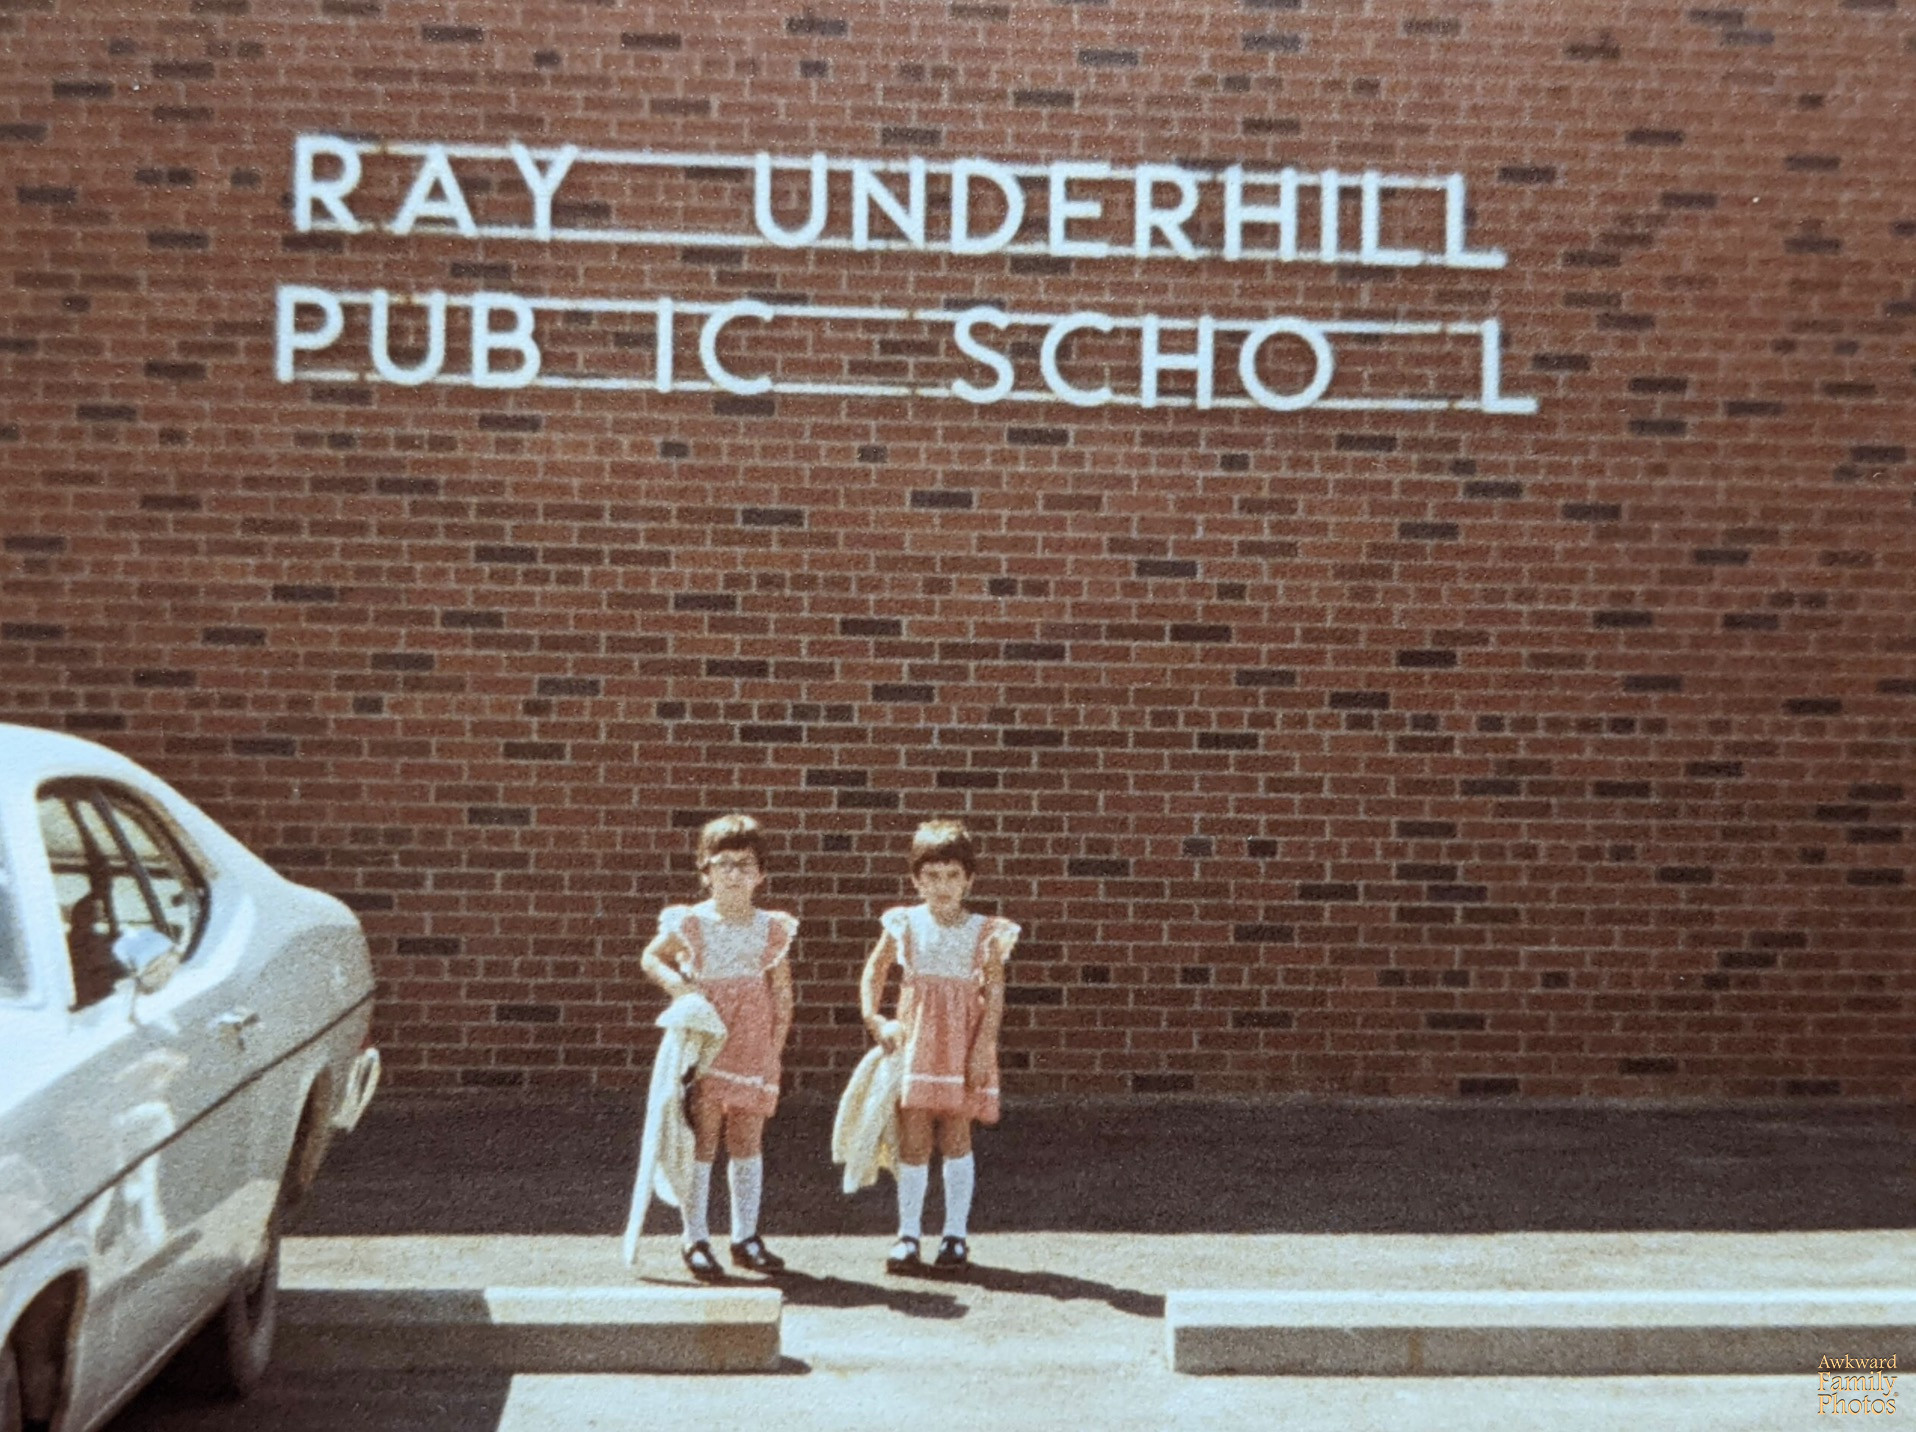 RAY UNDERHILL
PUB IC SCHO L
Awkward
Family
Photos